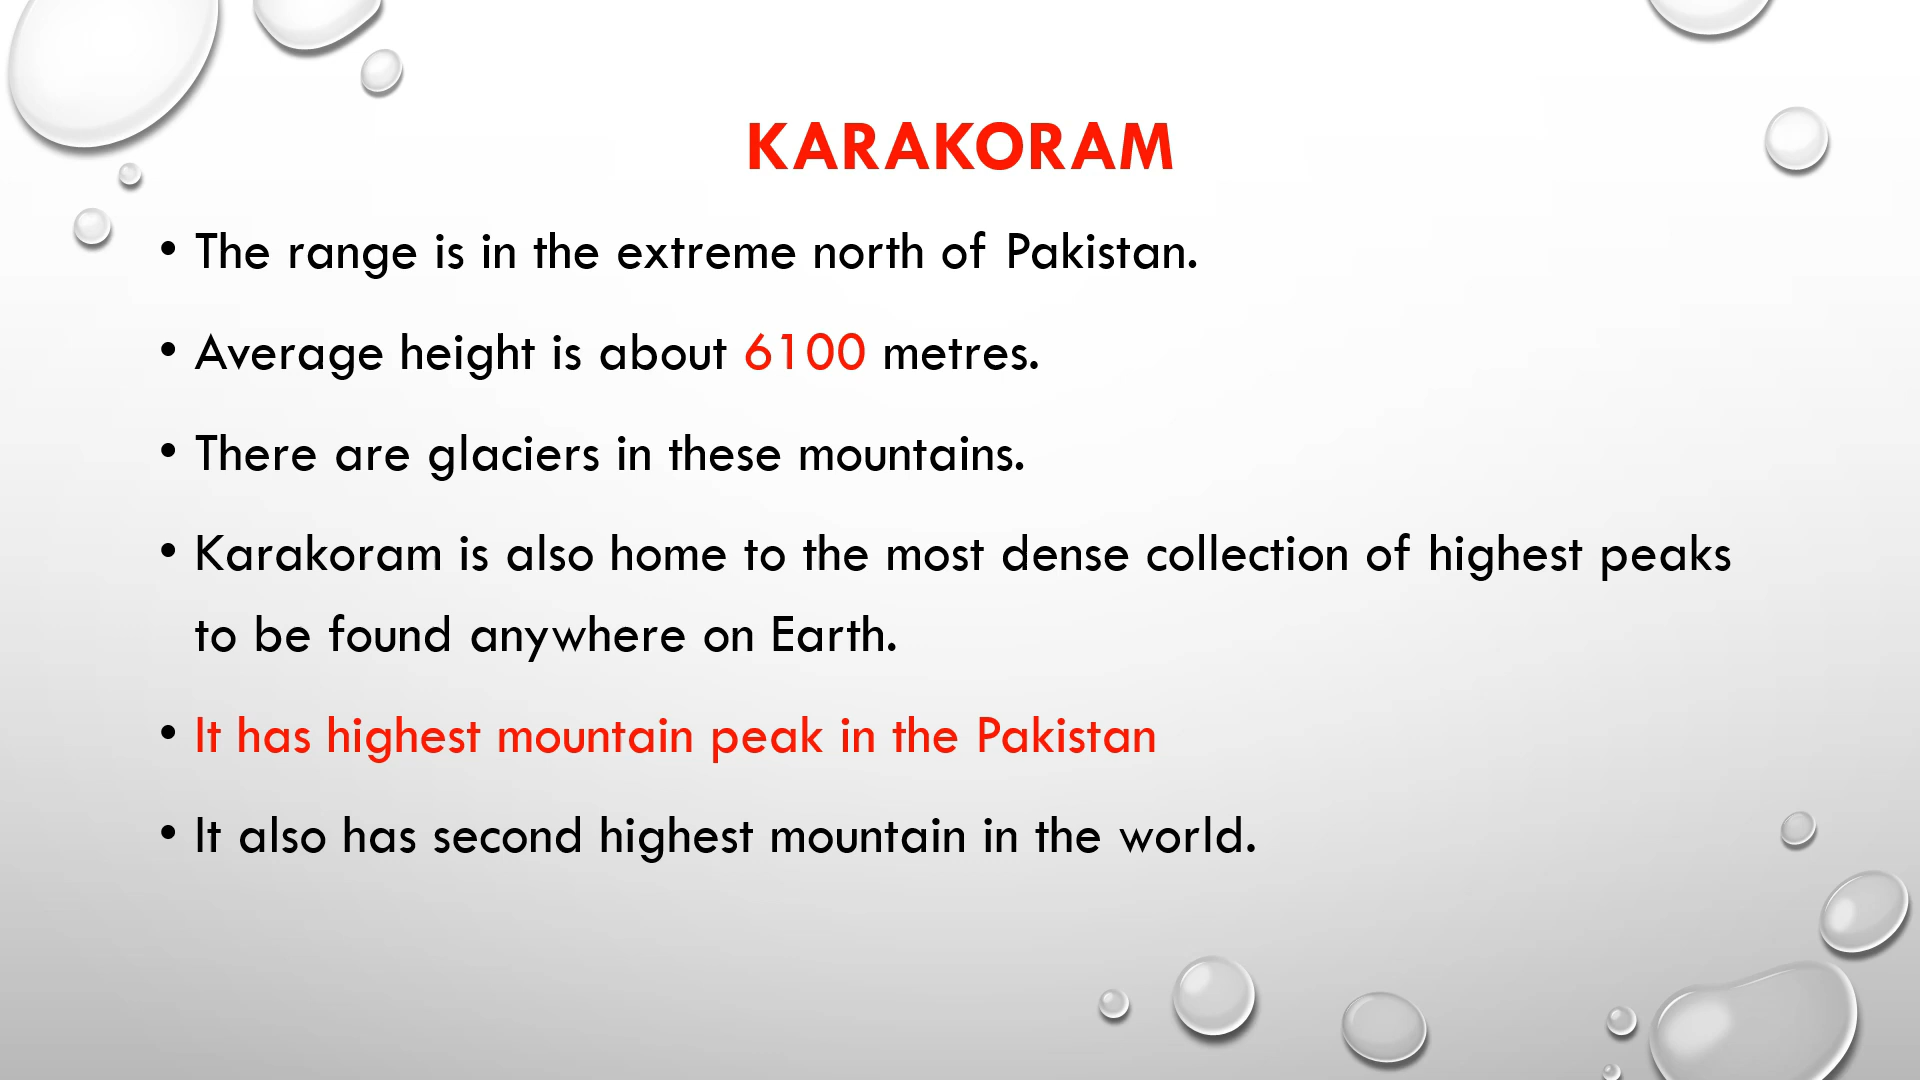 KARAKORAM
• The range is in the extreme north of Pakistan.
• Average height is about 6100 metres.
• There are glaciers in these mountains.
• Karakoram is also home to the most dense collection of highest peaks
to be found anywhere on Earth.
• It has highest mountain peak in the Pakistan
• It also has second highest mountain in the world.